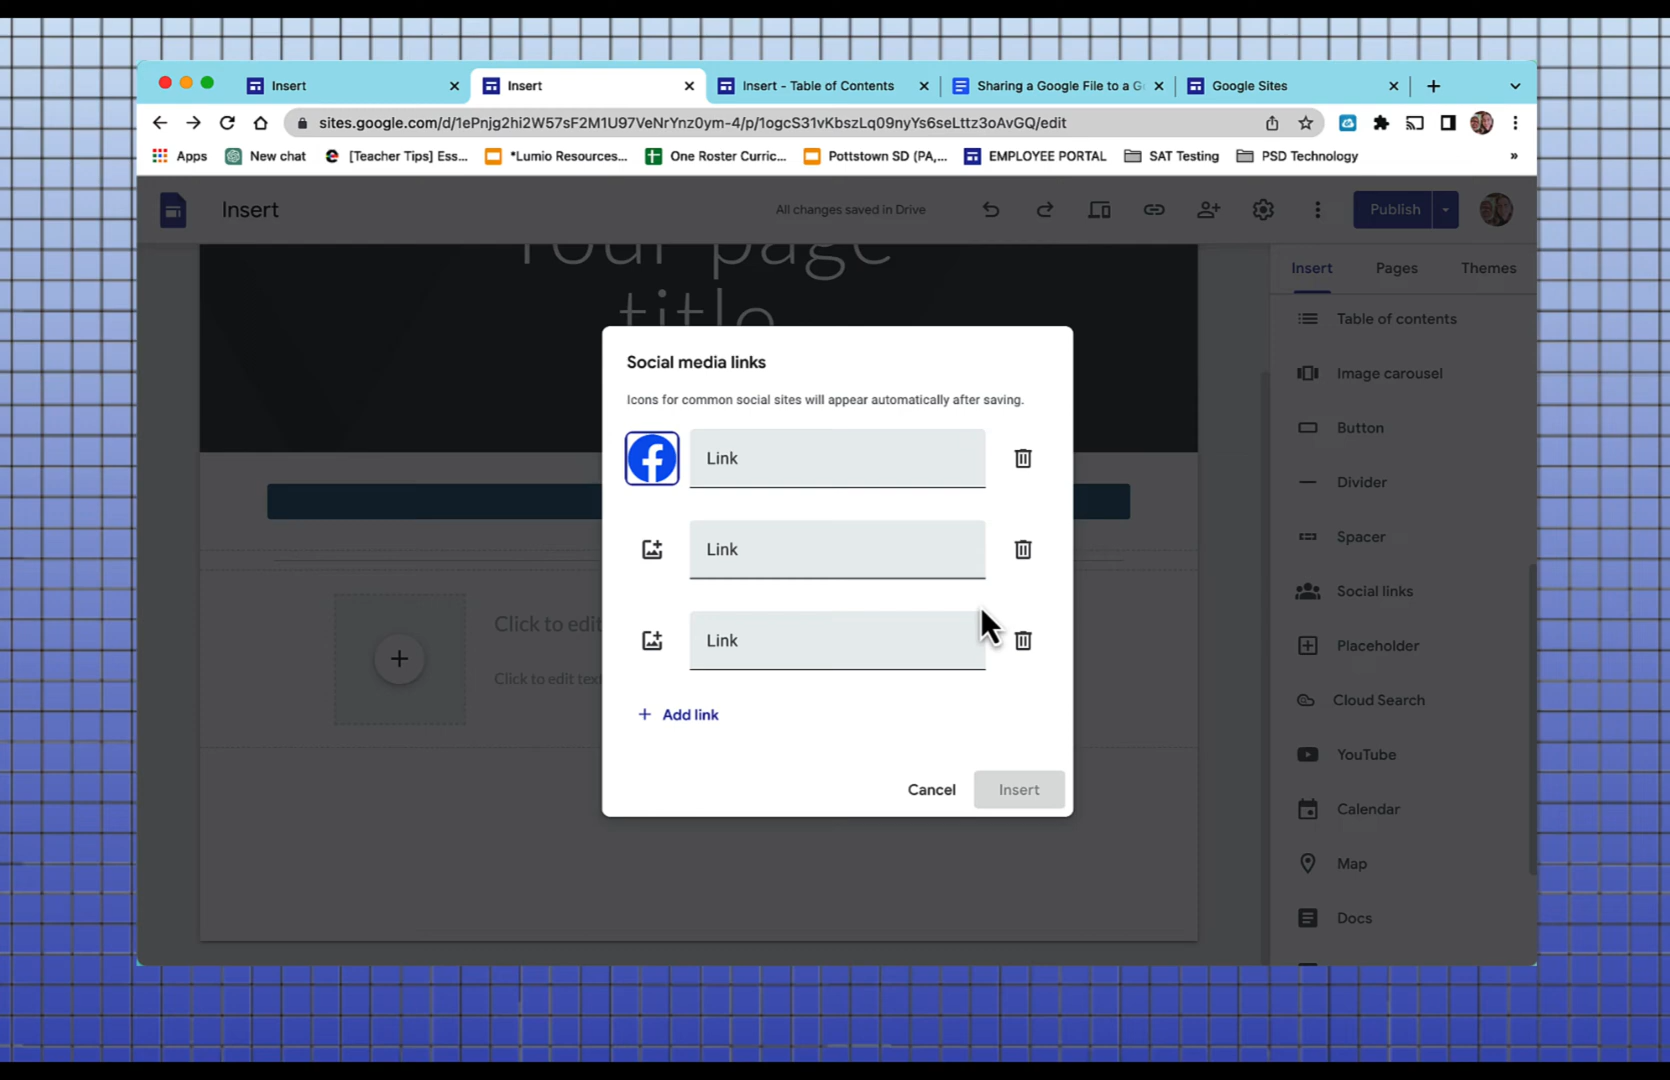 Insert
Insert
Insert - Table of Contents
Sharing a Google File to a G
Google Sites
sites.google.com/d/1ePnjg2hi2W57sF2M1U97VeNrYnz0ym-4/p/1ogcS31vKbszLq09nyYs6seLttz3oAvGQ/edit
Apps
New chat
[Teacher Tips] Ess...
*Lumio Resources...
One Roster Curric...
Pottstown SD (PA,...
EMPLOYEE PORTAL
SAT Testing
PSD Technology
»
Insert
All changes saved in Drive
Publish
Your page
title
Insert
Pages
Themes
Table of contents
Image carousel
Button
Divider
Spacer
Social links
Placeholder
Cloud Search
YouTube
Calendar
Map
Docs
Social media links
Icons for common social sites will appear automatically after saving.
Link
Link
Link
+ Add link
Cancel
Insert
Click to edit
Click to edit text